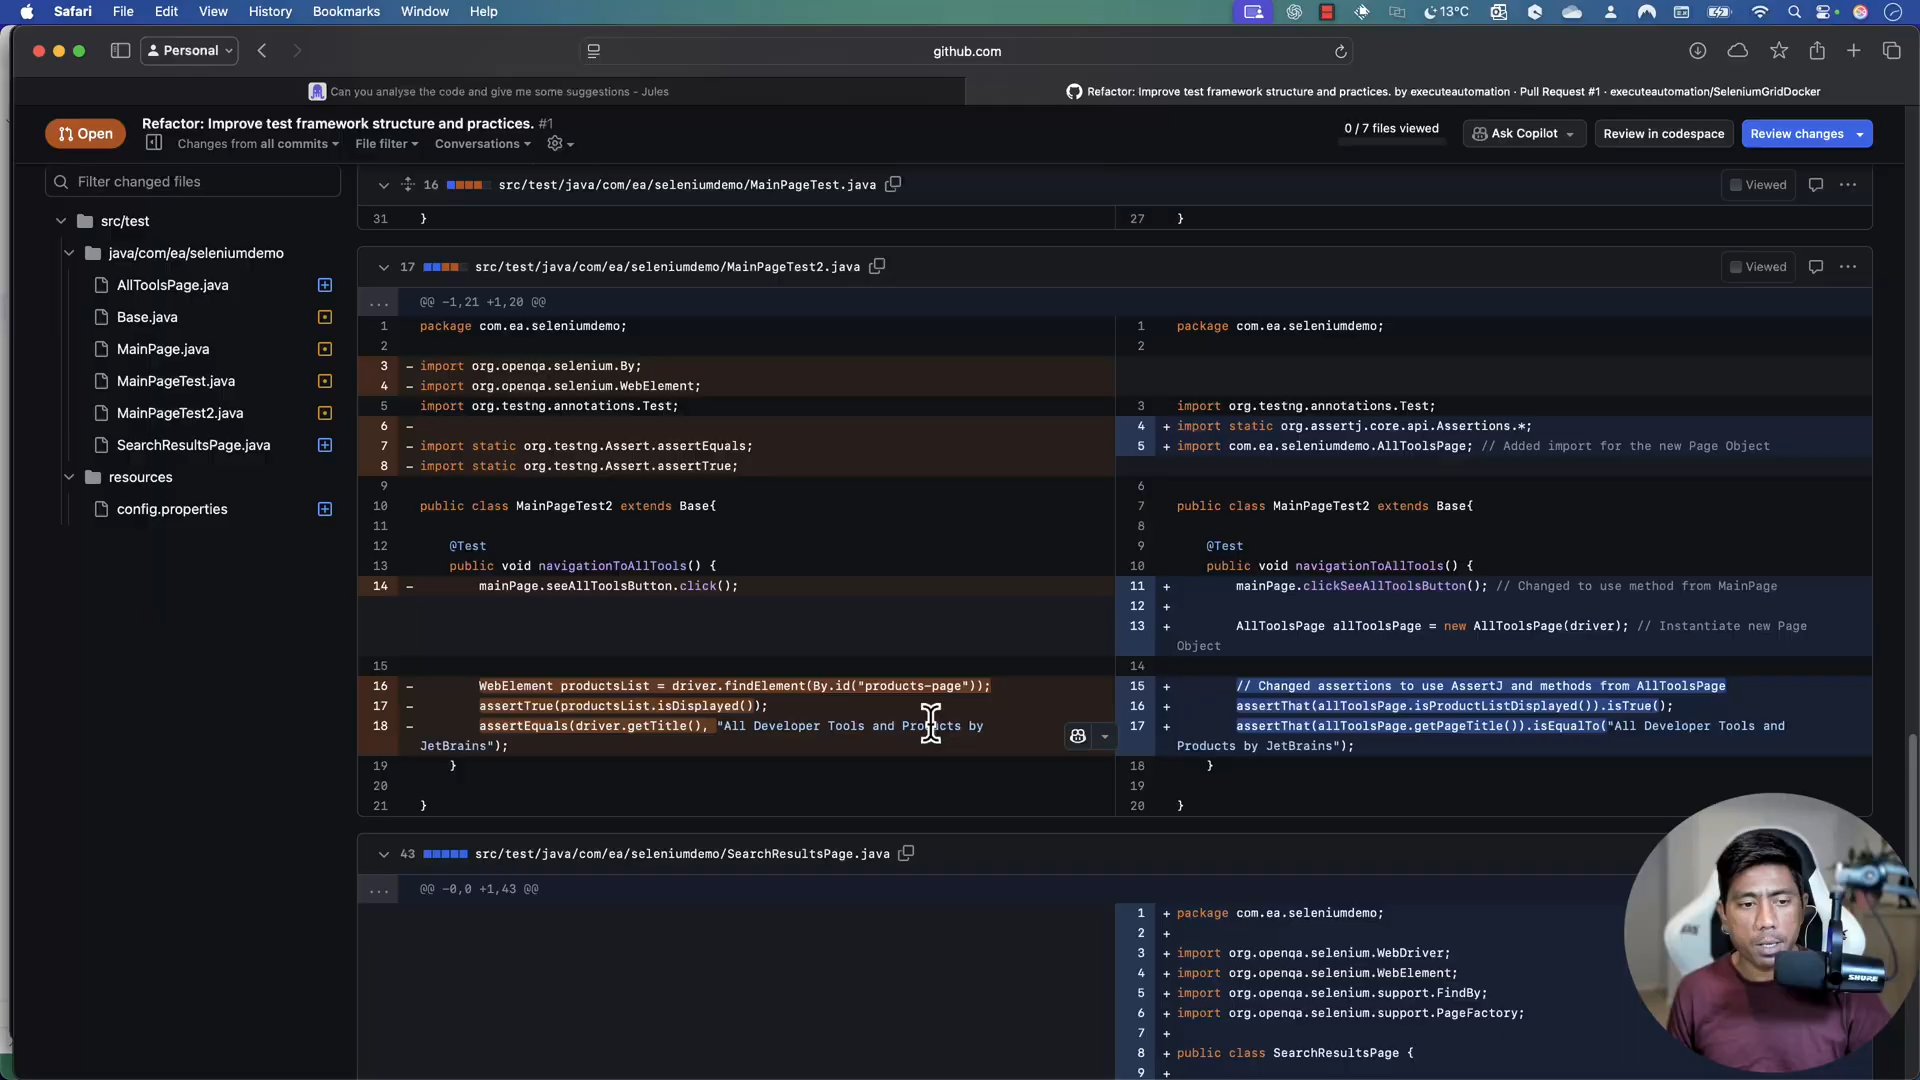 Safari File Edit View History Bookmarks Window Help 13°C
Personal github.com
Can you analyse the code and give me some suggestions - Jules
Refactor: Improve test framework structure and practices. by executeautomation · Pull Request #1 · executeautomation/SeleniumGridDocker
Open
Refactor: Improve test framework structure and practices. #1
Changes from all commits File filter Conversations
0 / 7 files viewed
Ask Copilot
Review in codespace
Review changes
Filter changed files
src/test
java/com/ea/seleniumdemo
AllToolsPage.java
Base.java
MainPage.java
MainPageTest.java
MainPageTest2.java
SearchResultsPage.java
resources
config.properties
16 src/test/java/com/ea/seleniumdemo/MainPageTest.java Viewed
31 } 27 }
17 src/test/java/com/ea/seleniumdemo/MainPageTest2.java Viewed
... @@ -1,21 +1,20 @@
1 package com.ea.seleniumdemo;
2
3 - import org.openqa.selenium.By;
4 - import org.openqa.selenium.WebElement;
5 import org.testng.annotations.Test;
6 -
7 - import static org.testng.Assert.assertEquals;
8 - import static org.testng.Assert.assertTrue;
9
10 public class MainPageTest2 extends Base{
11
12 @Test
13 public void navigationToAllTools() {
14 - mainPage.seeAllToolsButton.click();
15
16 - WebElement productsList = driver.findElement(By.id("products-page"));
17 - assertTrue(productsList.isDisplayed());
18 - assertEquals(driver.getTitle(), "All Developer Tools and Products by
JetBrains");
19 }
20
21 }
1 package com.ea.seleniumdemo;
2
3 import org.testng.annotations.Test;
4 + import static org.assertj.core.api.Assertions.*;
5 + import com.ea.seleniumdemo.AllToolsPage; // Added import for the new Page Object
6
7 public class MainPageTest2 extends Base{
8
9 @Test
10 public void navigationToAllTools() {
11 + mainPage.clickSeeAllToolsButton(); // Changed to use method from MainPage
12 +
13 + AllToolsPage allToolsPage = new AllToolsPage(driver); // Instantiate new Page
Object
14
15 + // Changed assertions to use AssertJ and methods from AllToolsPage
16 + assertThat(allToolsPage.isProductListDisplayed()).isTrue();
17 + assertThat(allToolsPage.getPageTitle()).isEqualTo("All Developer Tools and
Products by JetBrains");
18 }
19
20 }
43 src/test/java/com/ea/seleniumdemo/SearchResultsPage.java
... @@ -0,0 +1,43 @@
1 + package com.ea.seleniumdemo;
2 +
3 + import org.openqa.selenium.WebDriver;
4 + import org.openqa.selenium.WebElement;
5 + import org.openqa.selenium.support.FindBy;
6 + import org.openqa.selenium.support.PageFactory;
7 +
8 + public class SearchResultsPage {
9 +
SHURE